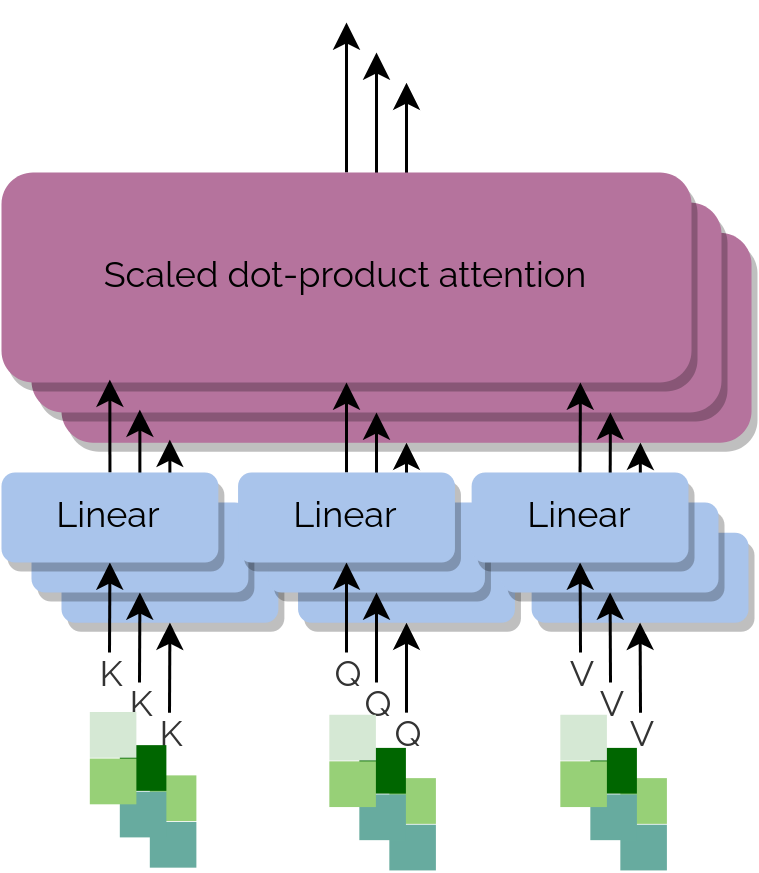 Scaled dot-product attention
Linear Linear Linear
K Q V
K Q V
K Q V